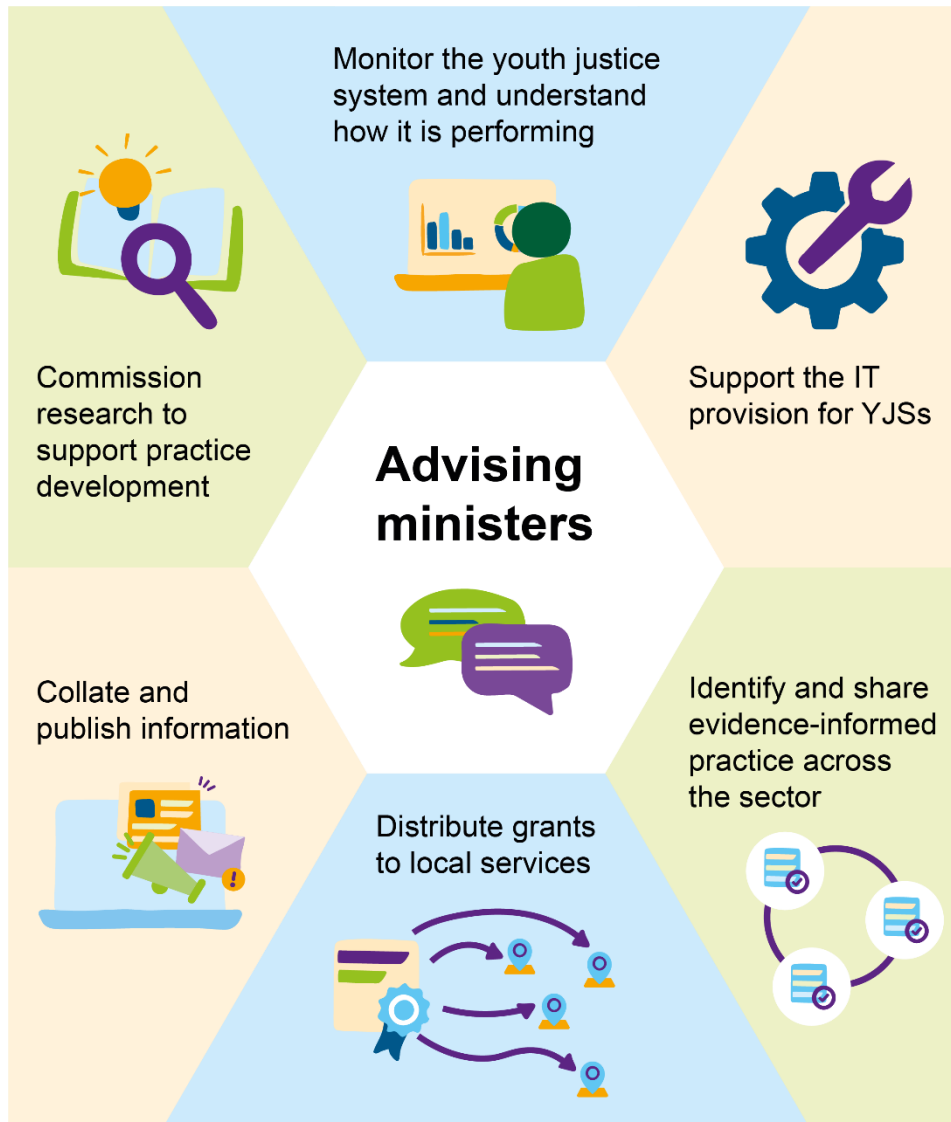 Monitor the youth justice
system and understand
how it is performing
Commission
research to
support practice
development
Support the IT
provision for YJSs
Advising
ministers
Collate and
publish information
Identify and share
evidence-informed
practice across
the sector
Distribute grants
to local services